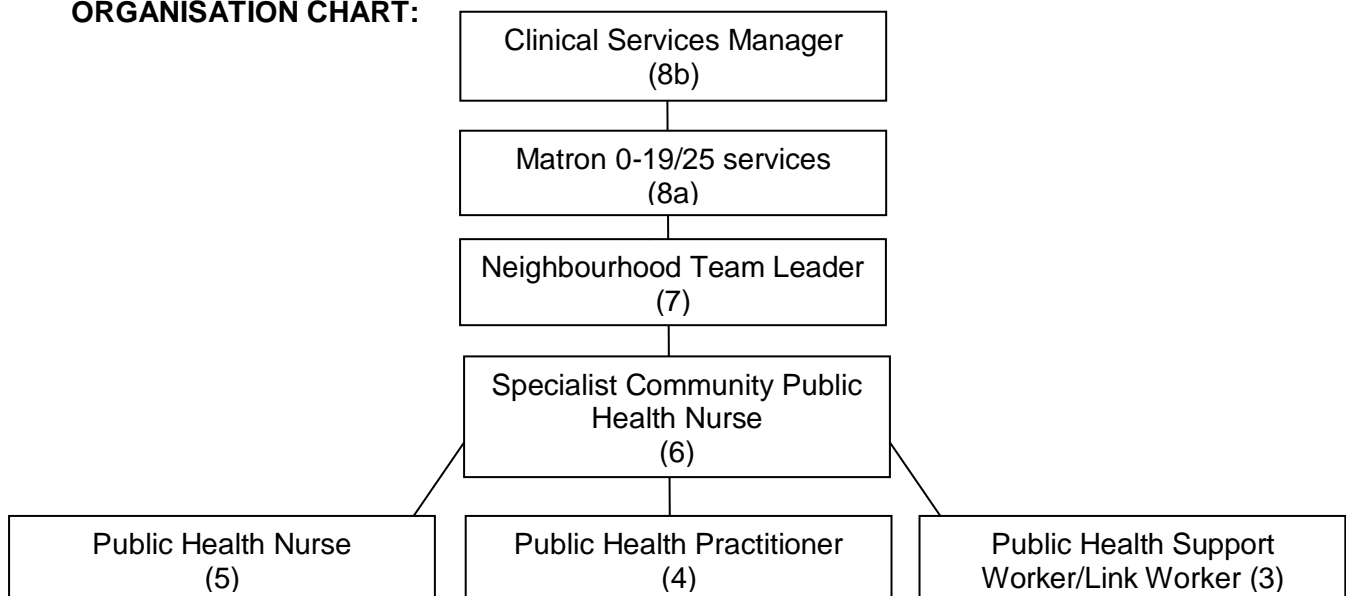 ORGANISATION CHART:
Clinical Services Manager
(8b)
Matron 0-19/25 services
(8a)
Neighbourhood Team Leader
(7)
Specialist Community Public
Health Nurse
(6)
Public Health Nurse
(5)
Public Health Practitioner
(4)
Public Health Support
Worker/Link Worker (3)